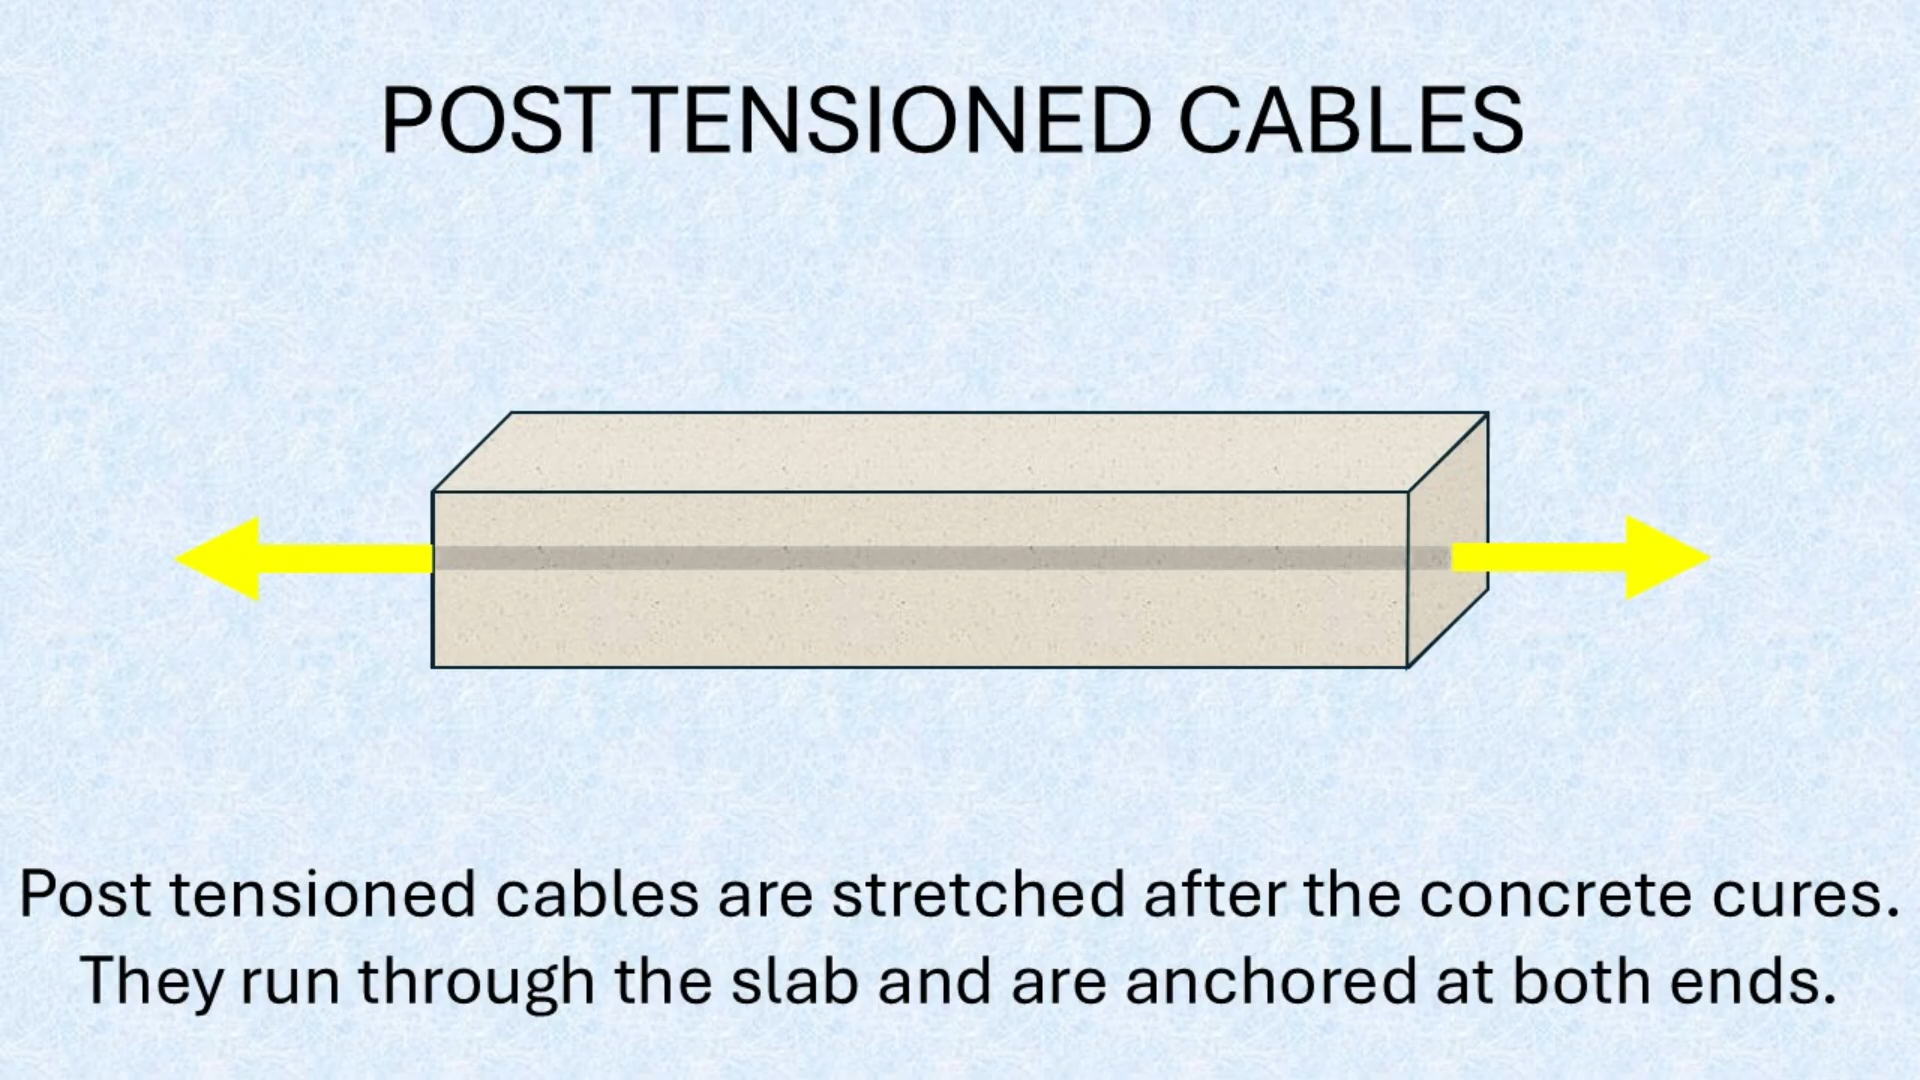 POST TENSIONED CABLES
Post tensioned cables are stretched after the concrete cures.
They run through the slab and are anchored at both ends.